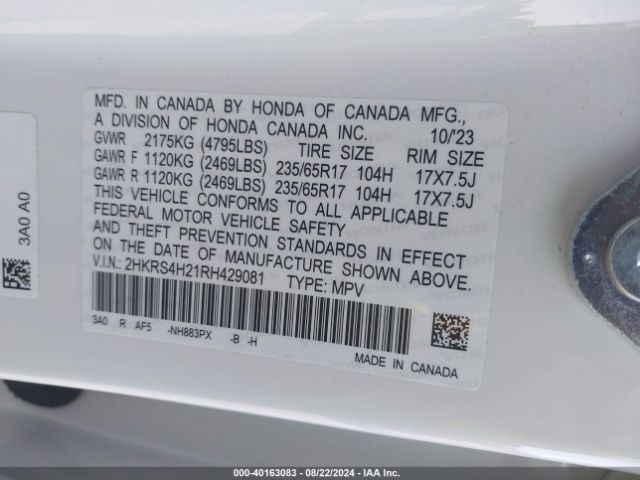 MFD. IN CANADA BY HONDA OF CANADA MFG.,
A DIVISION OF HONDA CANADA INC. 10/'23
GVWR 2175KG (4795LBS) TIRE SIZE RIM SIZE
GAWR F 1120KG (2469LBS) 235/65R17 104H 17X7.5J
GAWR R 1120KG (2469LBS) 235/65R17 104H 17X7.5J
THIS VEHICLE CONFORMS TO ALL APPLICABLE
FEDERAL MOTOR VEHICLE SAFETY
AND THEFT PREVENTION STANDARDS IN EFFECT
ON THE DATE OF MANUFACTURE SHOWN ABOVE.
V.I.N.: 2HKRS4H21RH429081 TYPE: MPV
3A0 R AF5 -NH883PX -B -H
MADE IN CANADA
3A0 A0
000-40163083 - 08/22/2024 - IAA Inc.